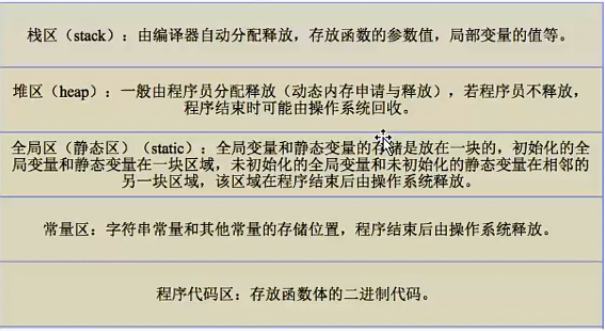 栈区（stack）：由编译器自动分配释放，存放函数的参数值，局部变量的值等。
堆区（heap）：一般由程序员分配释放（动态内存申请与释放），若程序员不释放，
程序结束时可能由操作系统回收。
全局区（静态区）（static）：全局变量和静态变量的存储是放在一块的，初始化的全
局变量和静态变量在一块区域，未初始化的全局变量和未初始化的静态变量在相邻的
另一块区域，该区域在程序结束后由操作系统释放。
常量区：字符串常量和其他常量的存储位置，程序结束后由操作系统释放。
程序代码区：存放函数体的二进制代码。